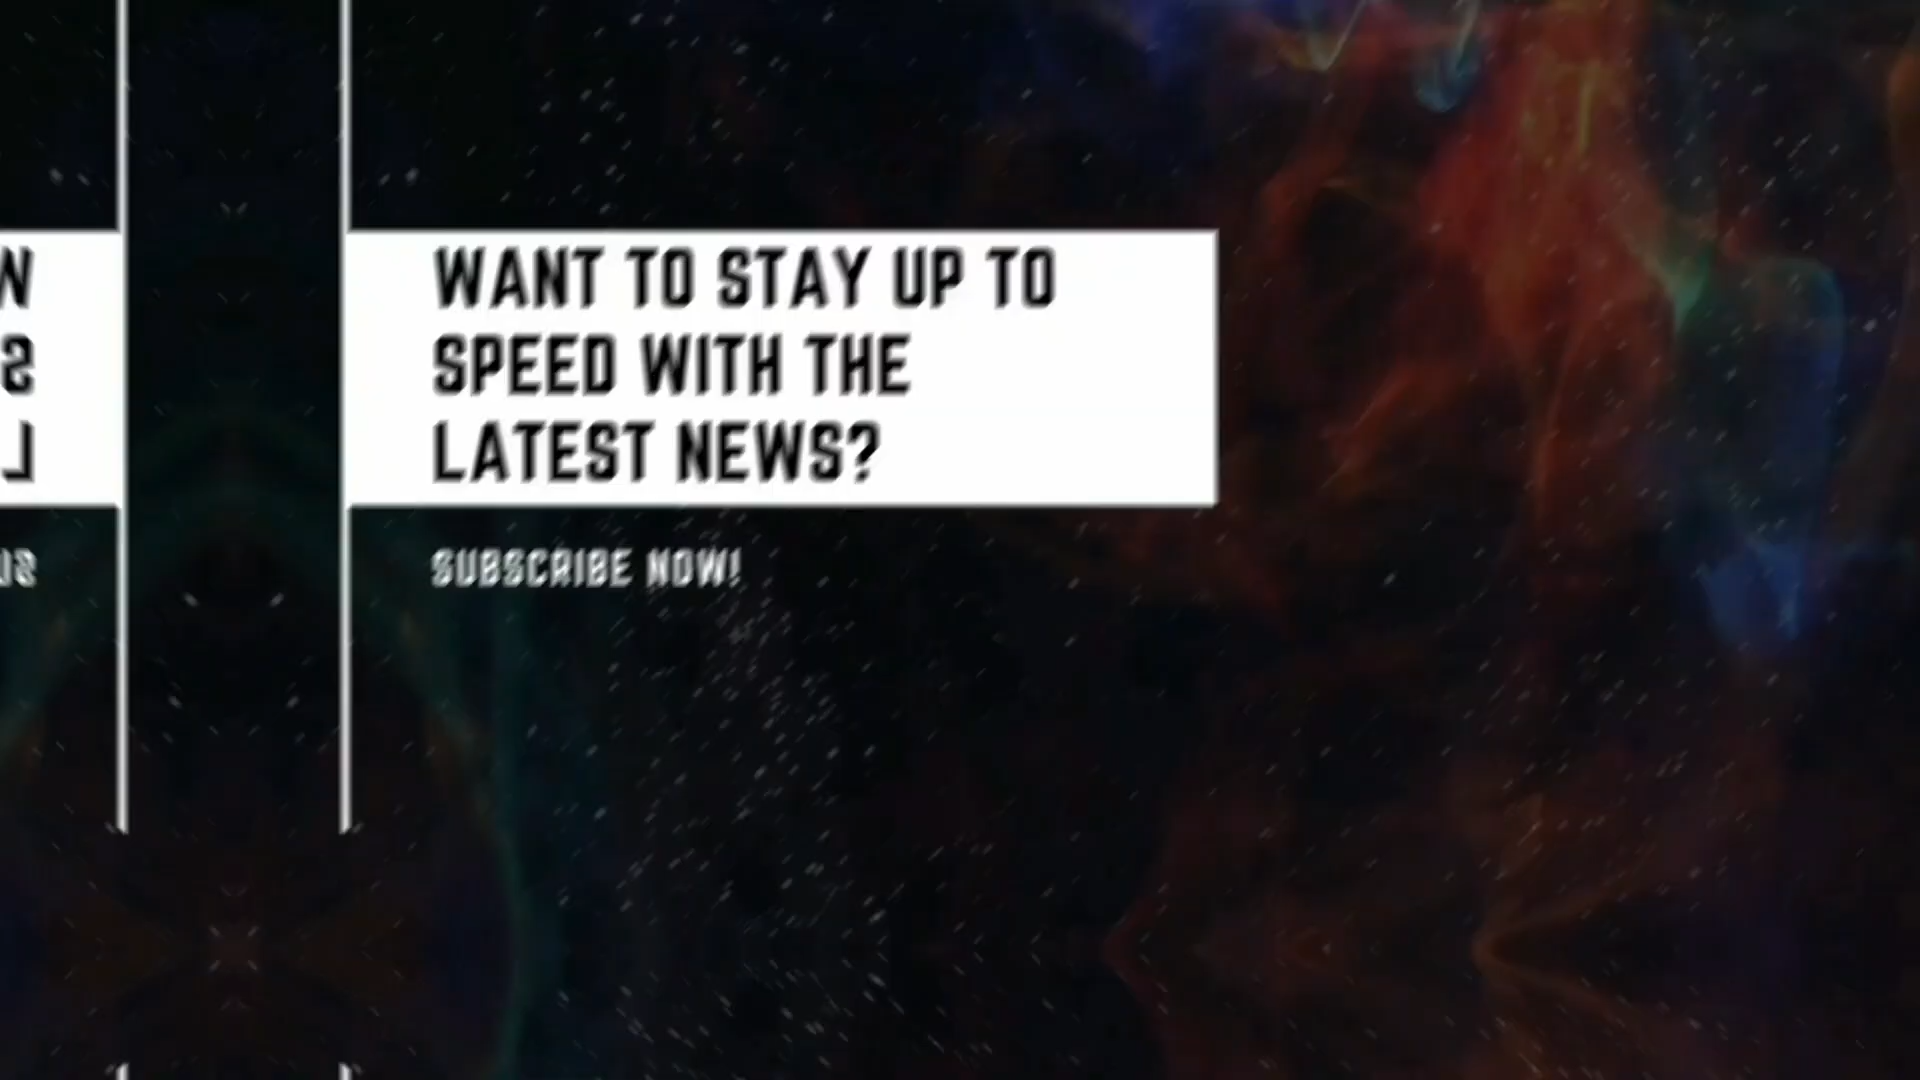 WANT TO STAY UP TO
SPEED WITH THE
LATEST NEWS?
SUBSCRIBE NOW!